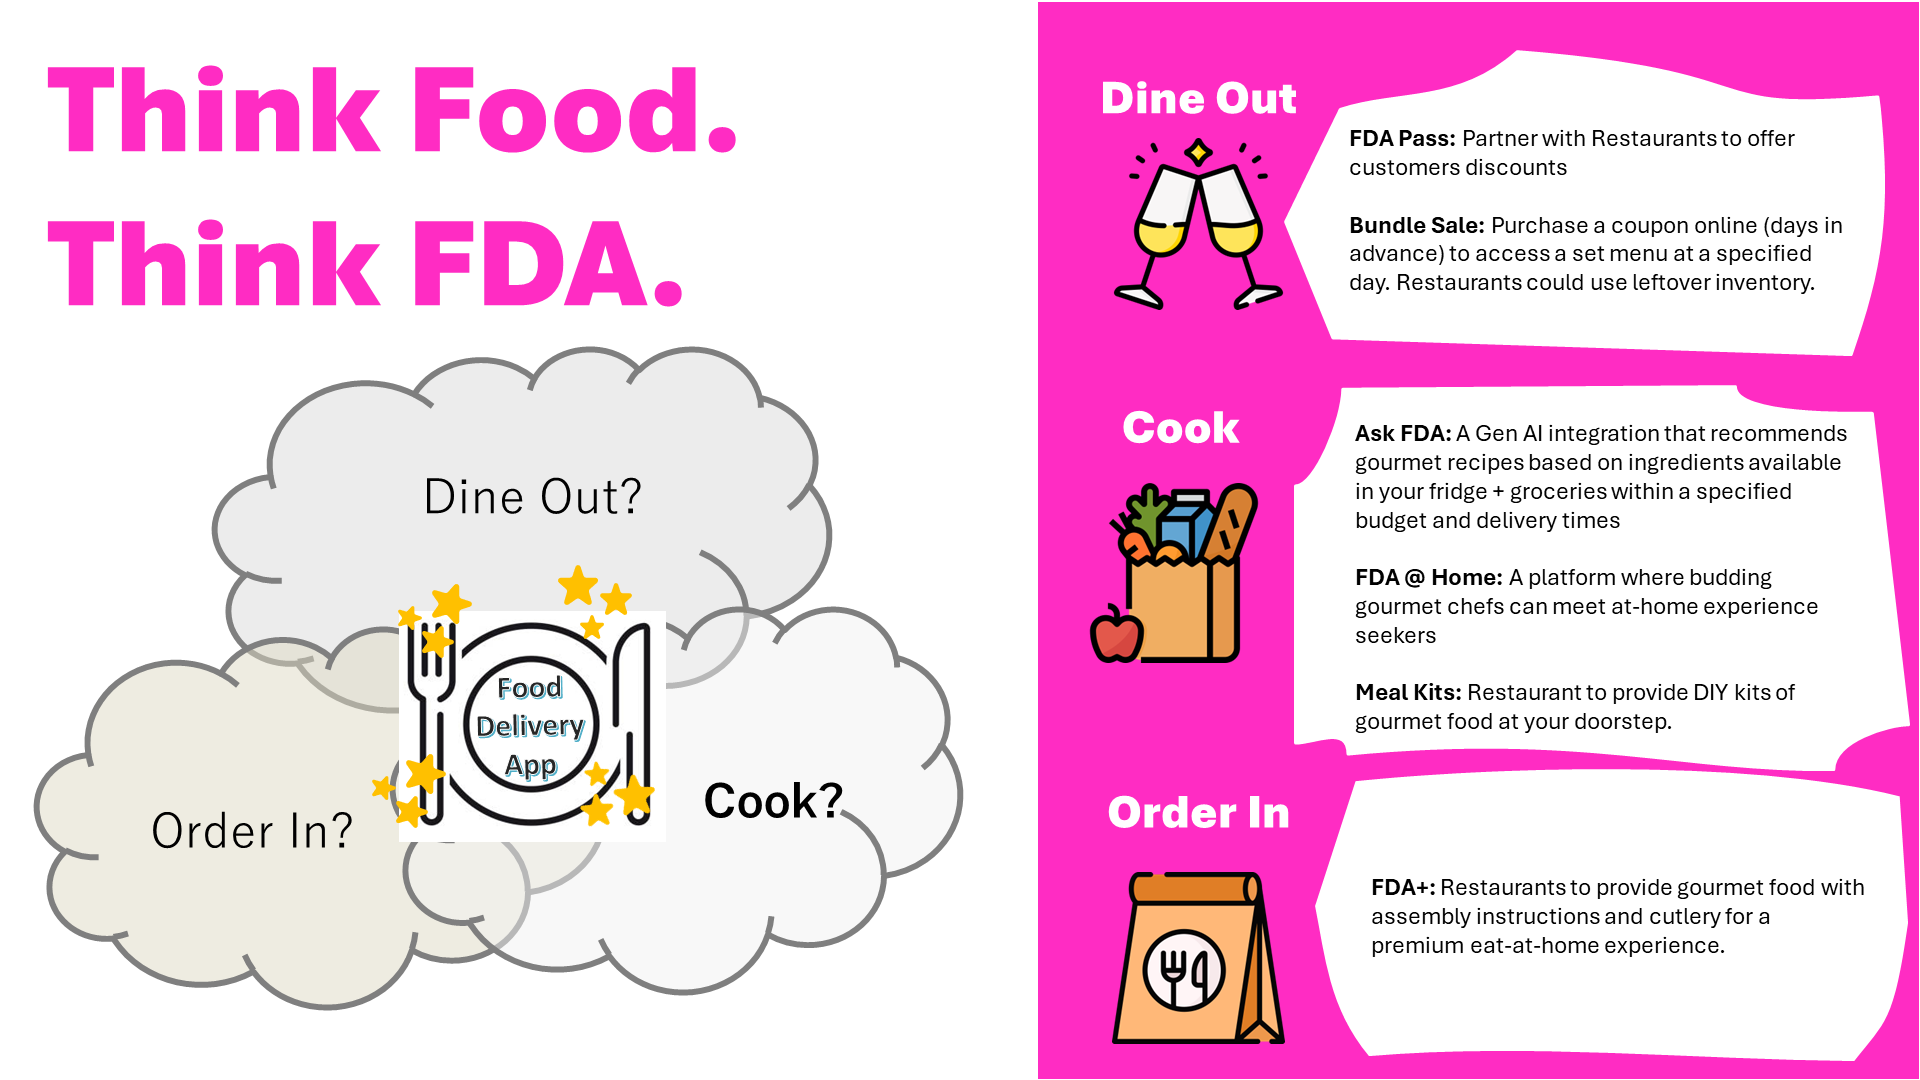 Think Food.
Think FDA.
Dine Out?
Food
Delivery
App
Order In?
Cook?
Dine Out
FDA Pass: Partner with Restaurants to offer
customers discounts
Bundle Sale: Purchase a coupon online (days in
advance) to access a set menu at a specified
day. Restaurants could use leftover inventory.
Cook
Ask FDA: A Gen AI integration that recommends
gourmet recipes based on ingredients available
in your fridge + groceries within a specified
budget and delivery times
FDA @ Home: A platform where budding
gourmet chefs can meet at-home experience
seekers
Meal Kits: Restaurant to provide DIY kits of
gourmet food at your doorstep.
Order In
FDA+: Restaurants to provide gourmet food with
assembly instructions and cutlery for a
premium eat-at-home experience.